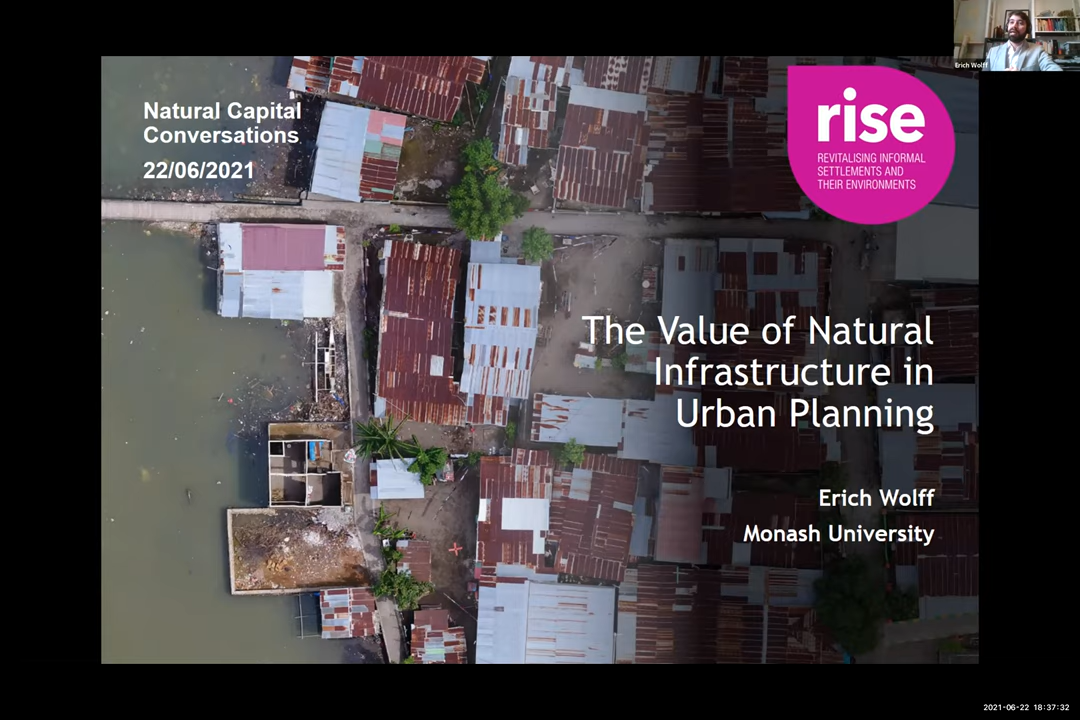 Erich Wolff
Natural Capital
Conversations
22/06/2021
rise
REVITALISING INFORMAL
SETTLEMENTS AND
THEIR ENVIRONMENTS
The Value of Natural
Infrastructure in
Urban Planning
Erich Wolff
Monash University
2021-06-22 18:37:32